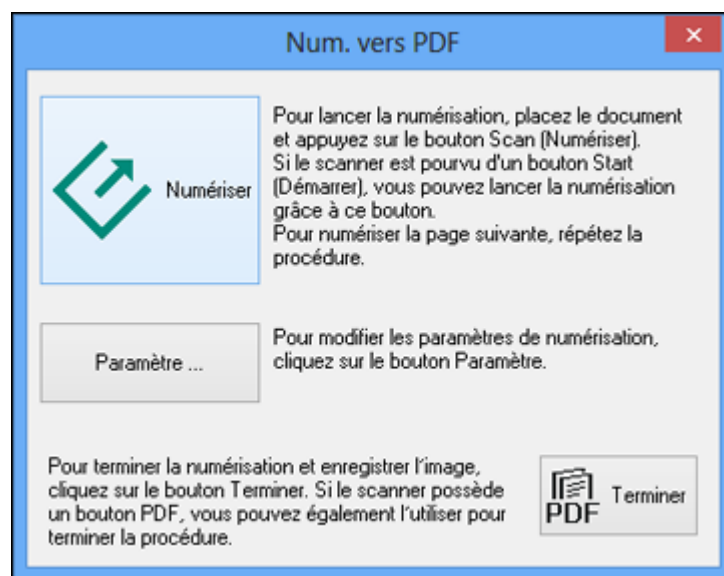 Num. vers PDF
Pour lancer la numérisation, placez le document
et appuyez sur le bouton Scan (Numériser).
Si le scanner est pourvu d'un bouton Start
(Démarrer), vous pouvez lancer la numérisation
grâce à ce bouton.
Pour numériser la page suivante, répétez la
procédure.
Numériser
Paramètre ...
Pour modifier les paramètres de numérisation,
cliquez sur le bouton Paramètre.
Pour terminer la numérisation et enregistrer l'image,
cliquez sur le bouton Terminer. Si le scanner possède
un bouton PDF, vous pouvez également l'utiliser pour
terminer la procédure.
PDF
Terminer